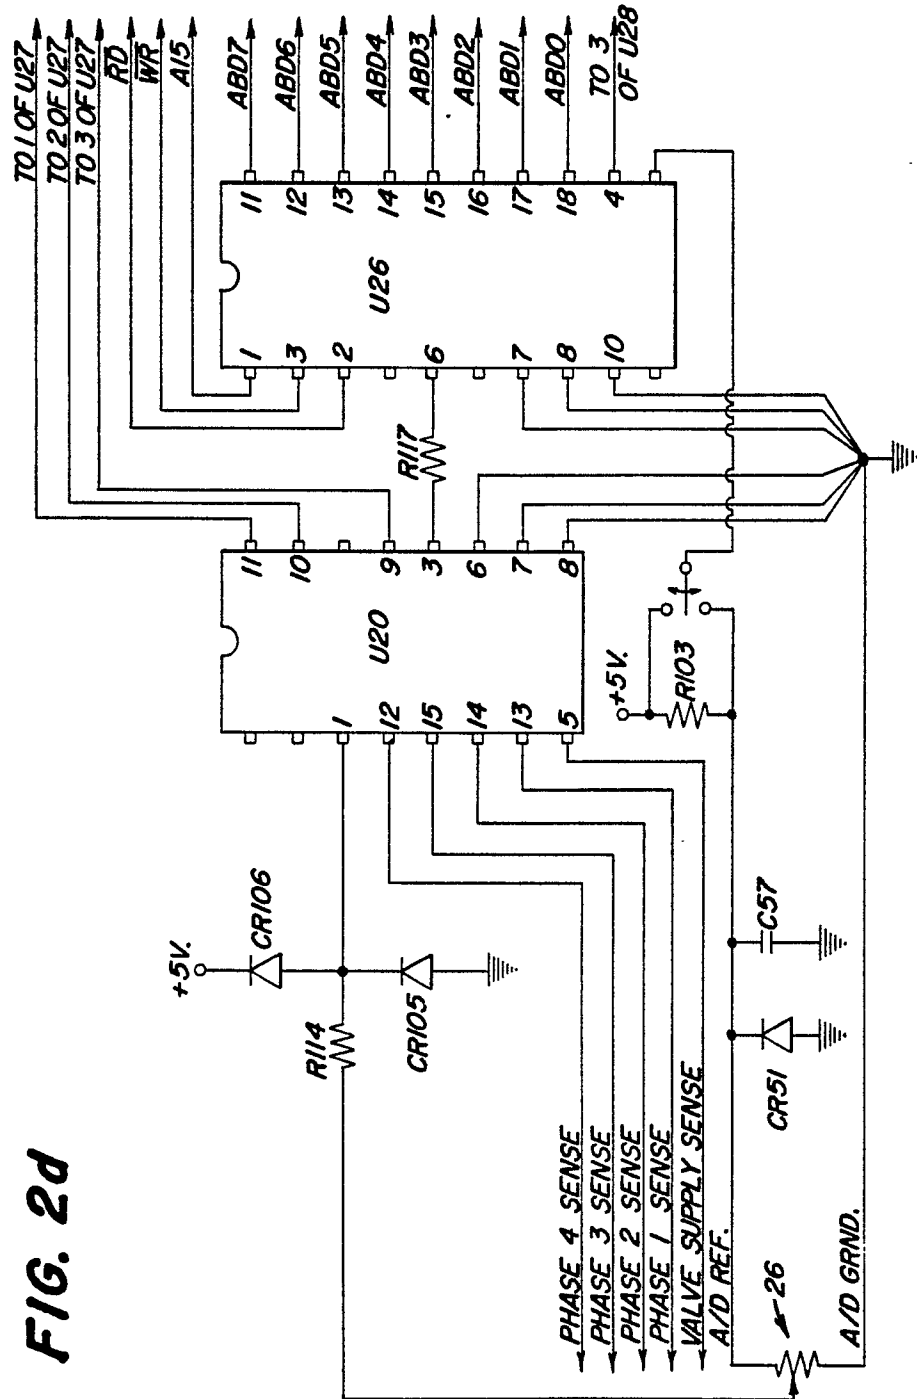 FIG. 2d
TO 1 OF U27
TO 2 OF U27
TO 3 OF U27
RD
WR
A15
ABD7
ABD6
ABD5
ABD4
ABD3
ABD2
ABD1
ABD0
TO 3
OF U28
11
12
13
14
15
16
17
18
4
U26
1
3
2
6
7
8
10
R117
11
10
9
3
6
7
8
U20
1
12
15
14
13
5
+5V.
R103
+5V.
CR106
R114
CR105
C57
CR51
PHASE 4 SENSE
PHASE 3 SENSE
PHASE 2 SENSE
PHASE 1 SENSE
VALVE SUPPLY SENSE
A/D REF.
26
A/D GRND.